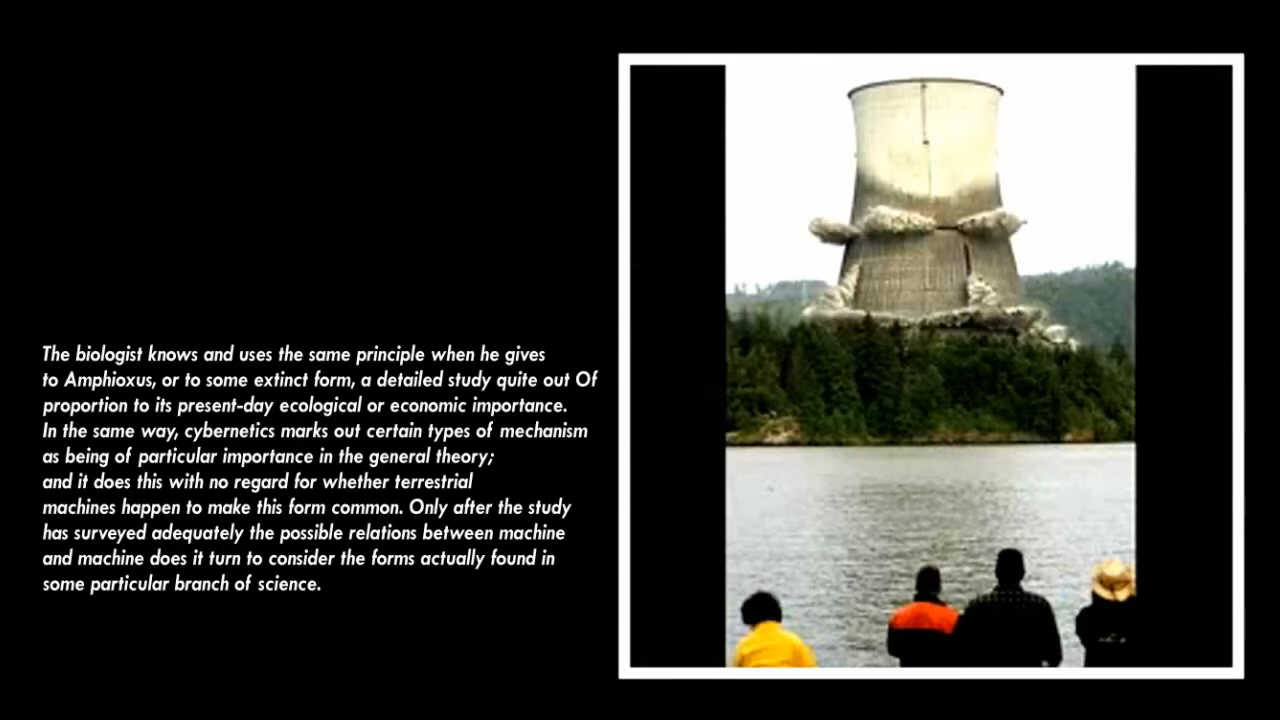 The biologist knows and uses the same principle when he gives
to Amphioxus, or to some extinct form, a detailed study quite out Of
proportion to its present-day ecological or economic importance.
In the same way, cybernetics marks out certain types of mechanism
as being of particular importance in the general theory;
and it does this with no regard for whether terrestrial
machines happen to make this form common. Only after the study
has surveyed adequately the possible relations between machine
and machine does it turn to consider the forms actually found in
some particular branch of science.